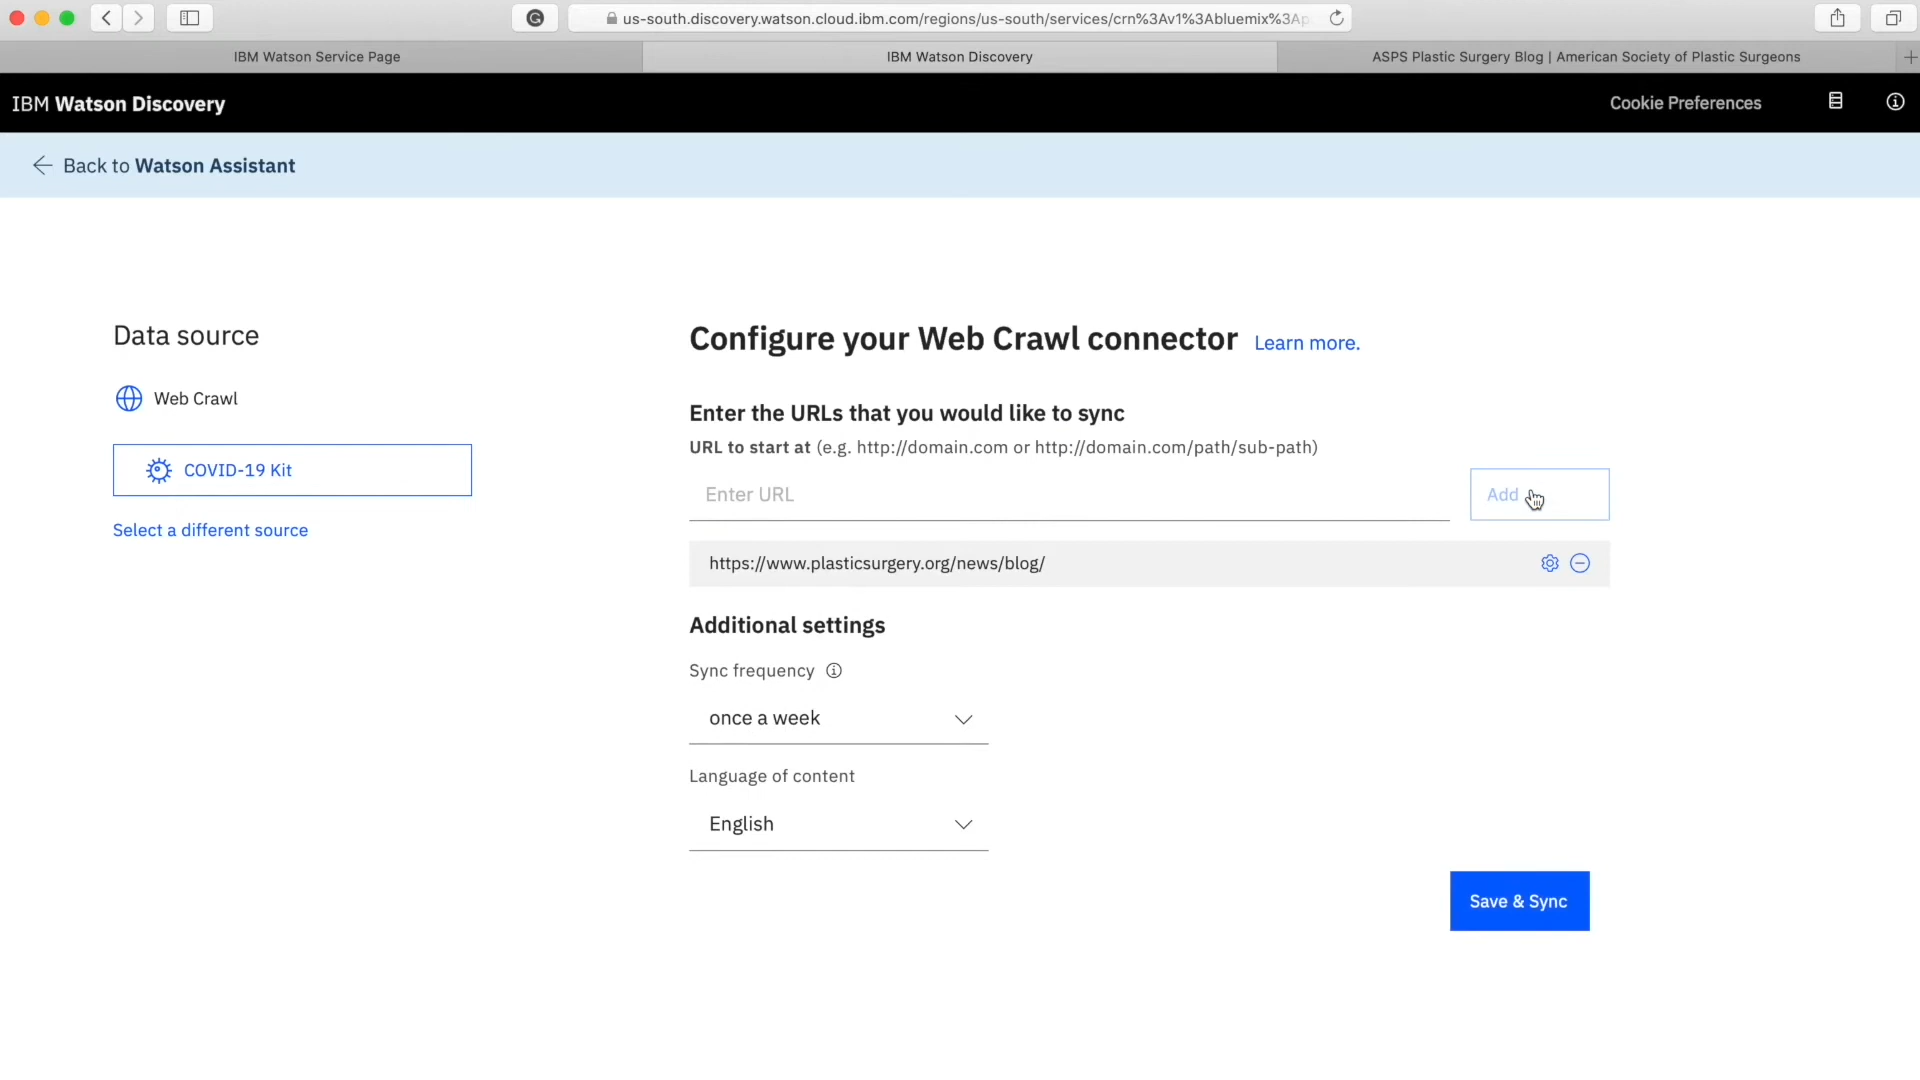 us-south.discovery.watson.cloud.ibm.com/regions/us-south/services/crn%3Av1%3Abluemix%3Ap
IBM Watson Service Page
IBM Watson Discovery
ASPS Plastic Surgery Blog | American Society of Plastic Surgeons
IBM Watson Discovery
Cookie Preferences
Back to Watson Assistant
Data source
Web Crawl
COVID-19 Kit
Select a different source
Configure your Web Crawl connector Learn more.
Enter the URLs that you would like to sync
URL to start at (e.g. http://domain.com or http://domain.com/path/sub-path)
Enter URL
Add
https://www.plasticsurgery.org/news/blog/
Additional settings
Sync frequency
once a week
Language of content
English
Save & Sync